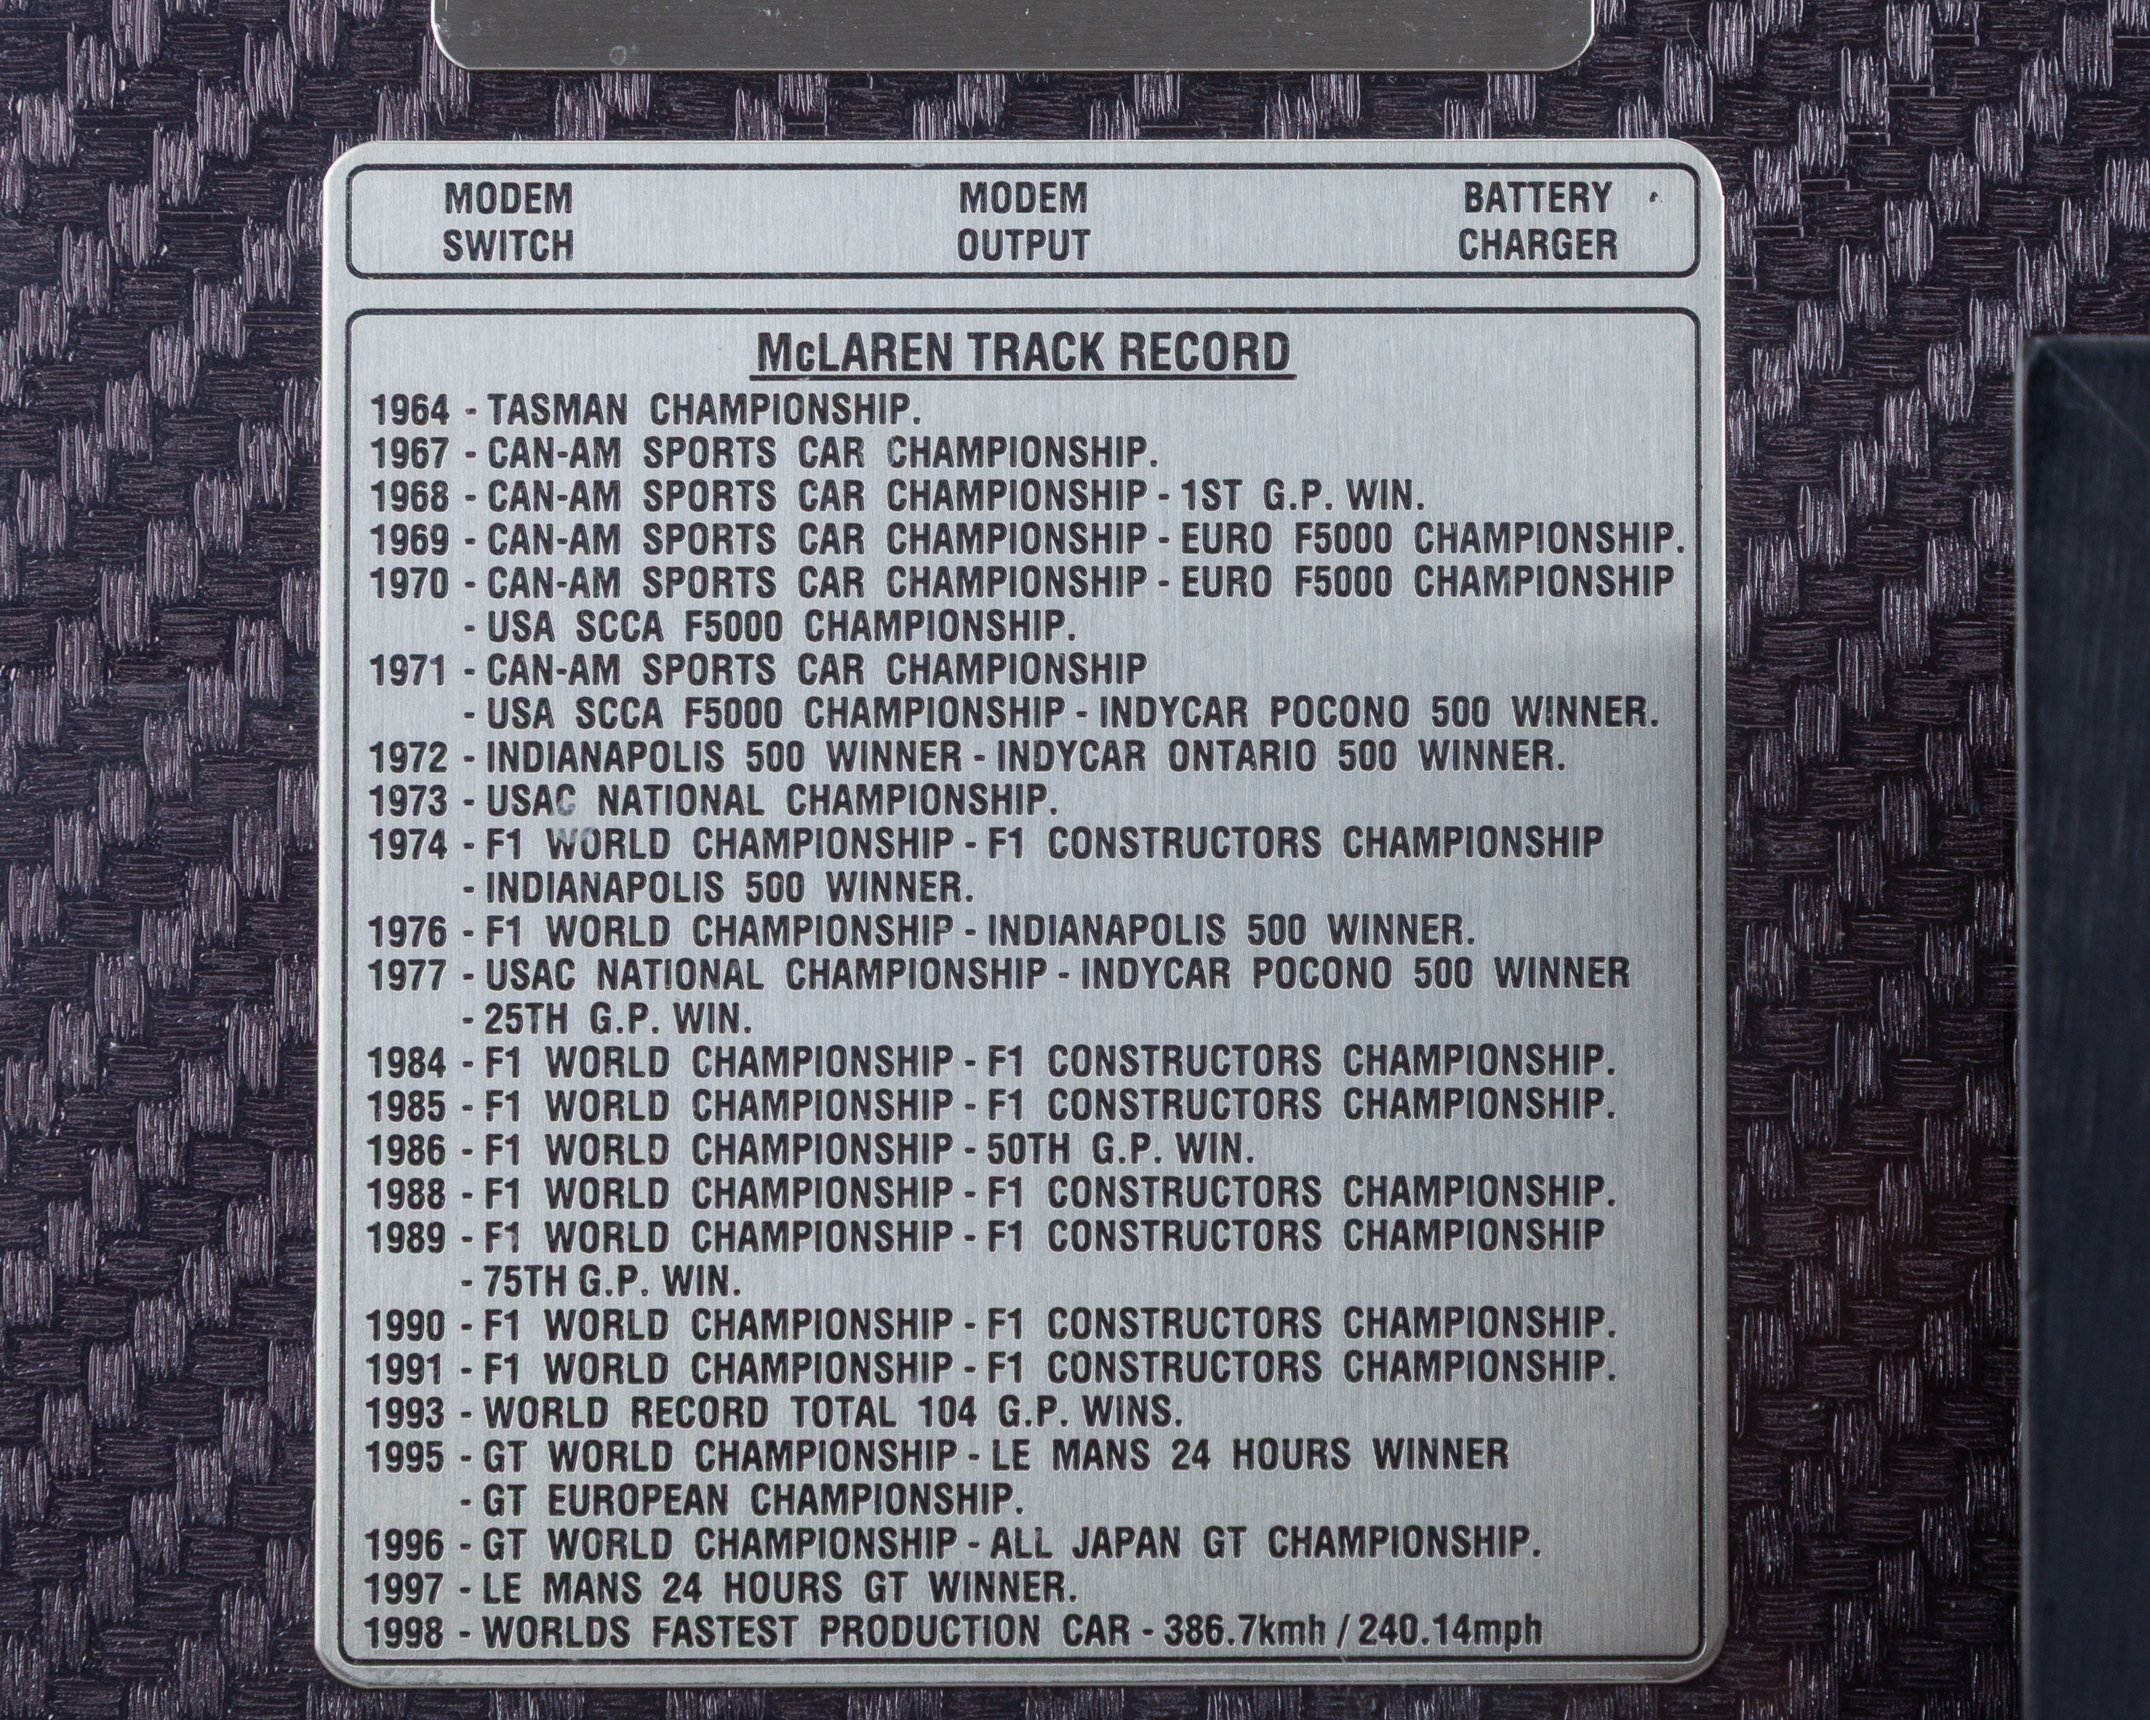 MODEM MODEM BATTERY
SWITCH OUTPUT CHARGER
McLAREN TRACK RECORD
1964 - TASMAN CHAMPIONSHIP.
1967 - CAN-AM SPORTS CAR CHAMPIONSHIP.
1968 - CAN-AM SPORTS CAR CHAMPIONSHIP - 1ST G.P. WIN.
1969 - CAN-AM SPORTS CAR CHAMPIONSHIP - EURO F5000 CHAMPIONSHIP.
1970 - CAN-AM SPORTS CAR CHAMPIONSHIP - EURO F5000 CHAMPIONSHIP
- USA SCCA F5000 CHAMPIONSHIP.
1971 - CAN-AM SPORTS CAR CHAMPIONSHIP
- USA SCCA F5000 CHAMPIONSHIP - INDYCAR POCONO 500 WINNER.
1972 - INDIANAPOLIS 500 WINNER - INDYCAR ONTARIO 500 WINNER.
1973 - USAC NATIONAL CHAMPIONSHIP.
1974 - F1 WORLD CHAMPIONSHIP - F1 CONSTRUCTORS CHAMPIONSHIP
- INDIANAPOLIS 500 WINNER.
1976 - F1 WORLD CHAMPIONSHIP - INDIANAPOLIS 500 WINNER.
1977 - USAC NATIONAL CHAMPIONSHIP - INDYCAR POCONO 500 WINNER
- 25TH G.P. WIN.
1984 - F1 WORLD CHAMPIONSHIP - F1 CONSTRUCTORS CHAMPIONSHIP.
1985 - F1 WORLD CHAMPIONSHIP - F1 CONSTRUCTORS CHAMPIONSHIP.
1986 - F1 WORLD CHAMPIONSHIP - 50TH G.P. WIN.
1988 - F1 WORLD CHAMPIONSHIP - F1 CONSTRUCTORS CHAMPIONSHIP.
1989 - F1 WORLD CHAMPIONSHIP - F1 CONSTRUCTORS CHAMPIONSHIP
- 75TH G.P. WIN.
1990 - F1 WORLD CHAMPIONSHIP - F1 CONSTRUCTORS CHAMPIONSHIP.
1991 - F1 WORLD CHAMPIONSHIP - F1 CONSTRUCTORS CHAMPIONSHIP.
1993 - WORLD RECORD TOTAL 104 G.P. WINS.
1995 - GT WORLD CHAMPIONSHIP - LE MANS 24 HOURS WINNER
- GT EUROPEAN CHAMPIONSHIP.
1996 - GT WORLD CHAMPIONSHIP - ALL JAPAN GT CHAMPIONSHIP.
1997 - LE MANS 24 HOURS GT WINNER.
1998 - WORLDS FASTEST PRODUCTION CAR - 386.7kmh / 240.14mph